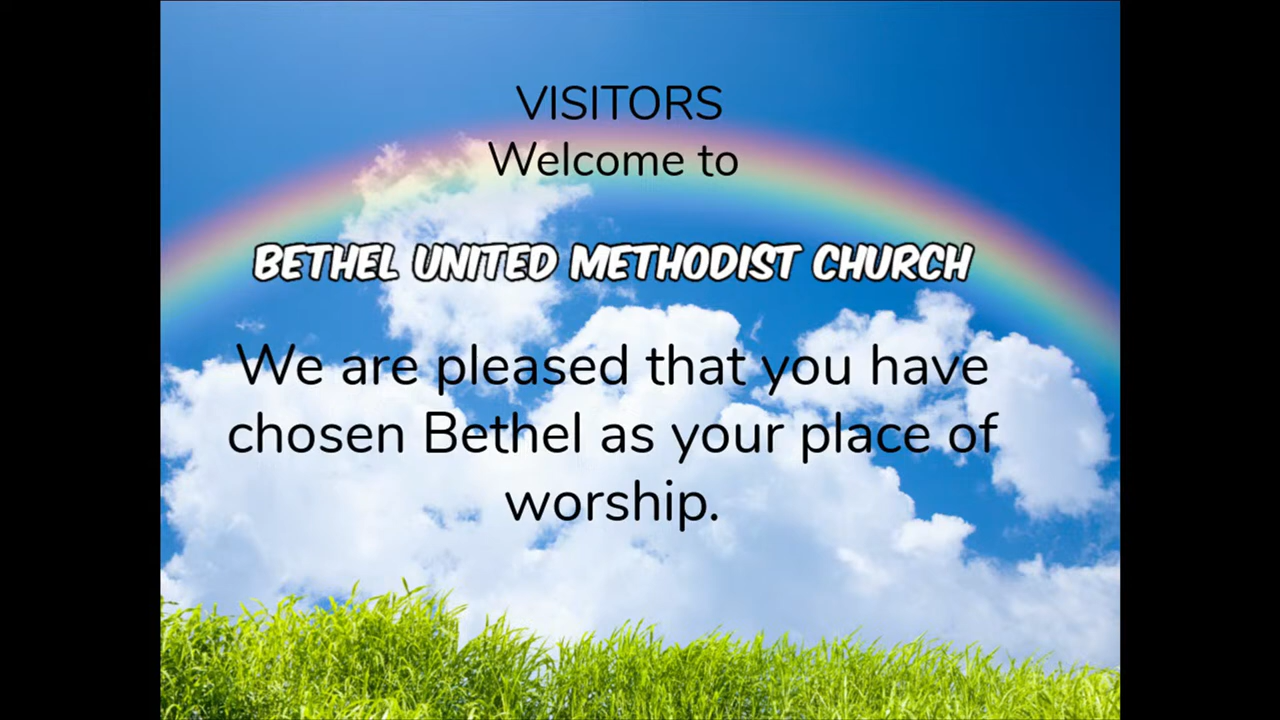 VISITORS
Welcome to
BETHEL UNITED METHODIST CHURCH
We are pleased that you have
chosen Bethel as your place of
worship.